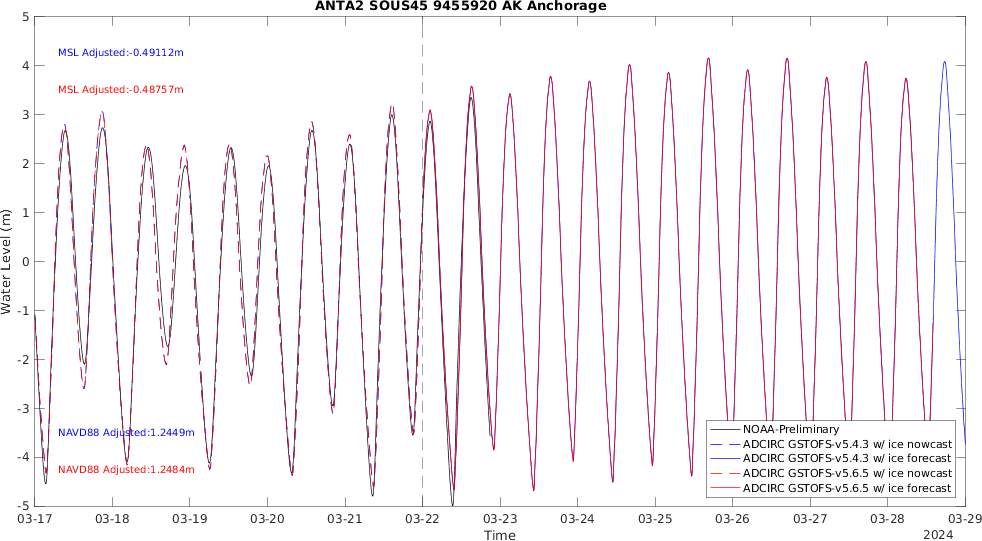 ANTA2 SOUS45 9455920 AK Anchorage
5
4
3
2
1
0
-1
-2
-3
-4
-5
Water Level (m)
MSL Adjusted:-0.49112m
MSL Adjusted:-0.48757m
NAVD88 Adjusted:1.2449m
NAVD88 Adjusted:1.2484m
NOAA-Preliminary
ADCIRC GSTOFS-v5.4.3 w/ ice nowcast
ADCIRC GSTOFS-v5.4.3 w/ ice forecast
ADCIRC GSTOFS-v5.6.5 w/ ice nowcast
ADCIRC GSTOFS-v5.6.5 w/ ice forecast
03-17 03-18 03-19 03-20 03-21 03-22 03-23 03-24 03-25 03-26 03-27 03-28 03-29
Time
2024